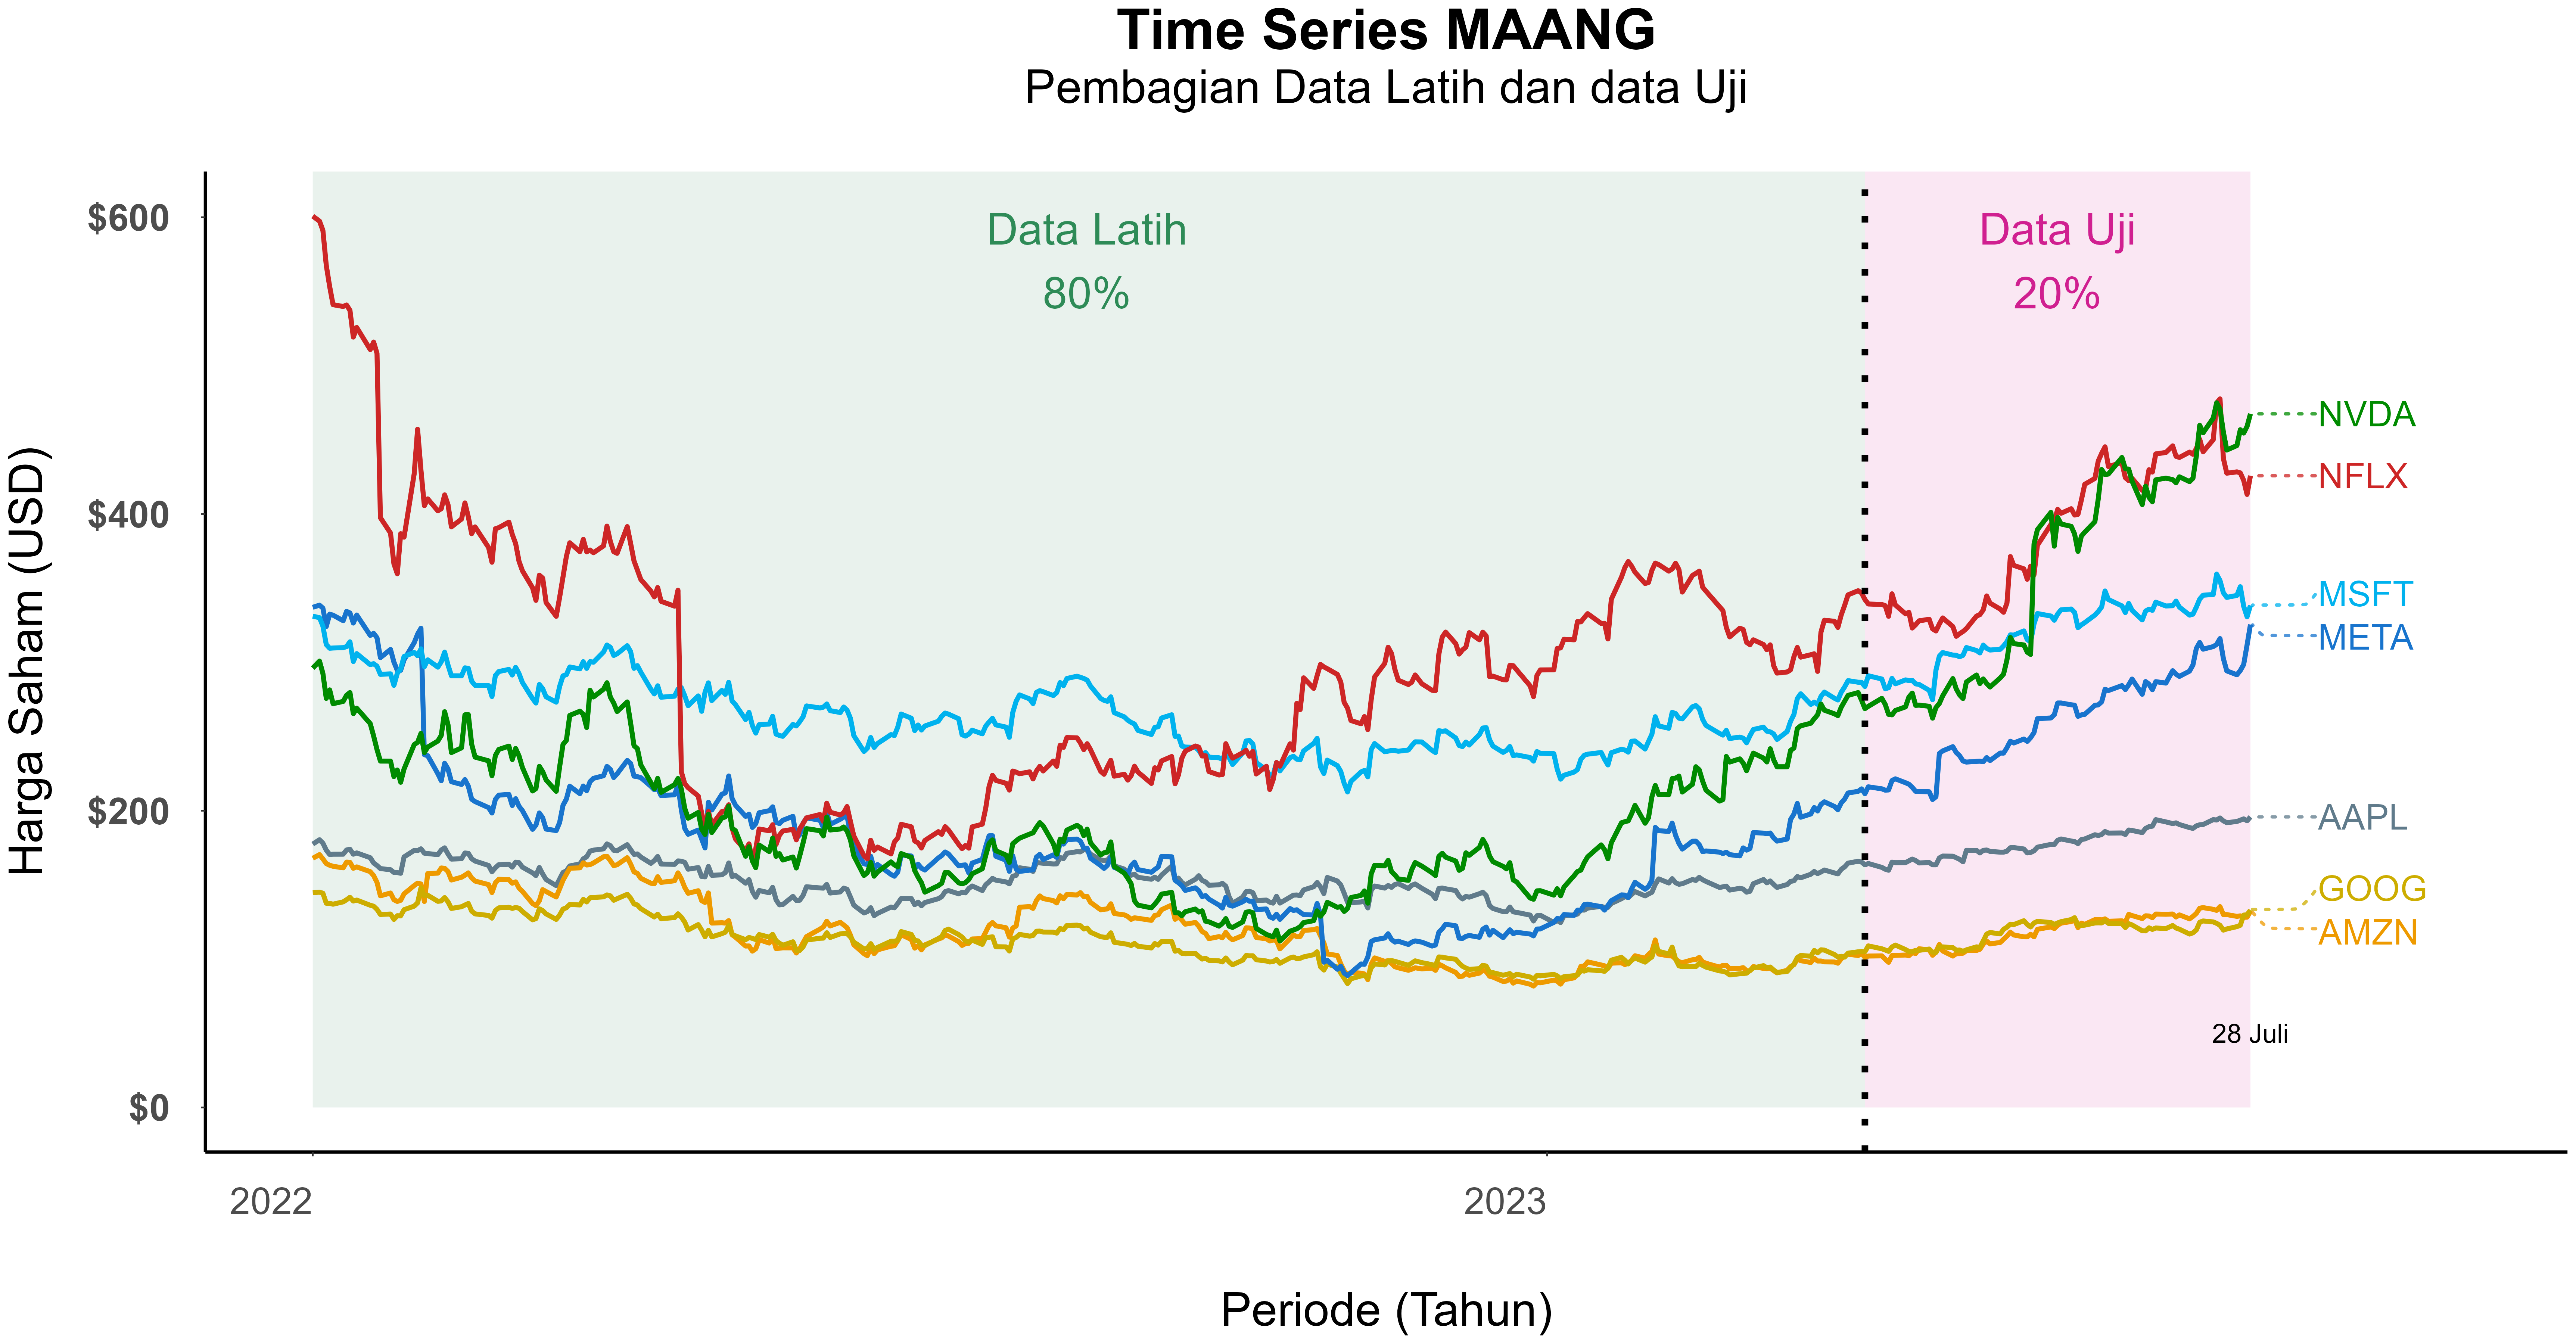 Time Series MAANG
Pembagian Data Latih dan data Uji
Harga Saham (USD)
$600
$400
$200
$0
Data Latih
80%
Data Uji
20%
NVDA
NFLX
MSFT
META
AAPL
GOOG
AMZN
28 Juli
2022
2023
Periode (Tahun)